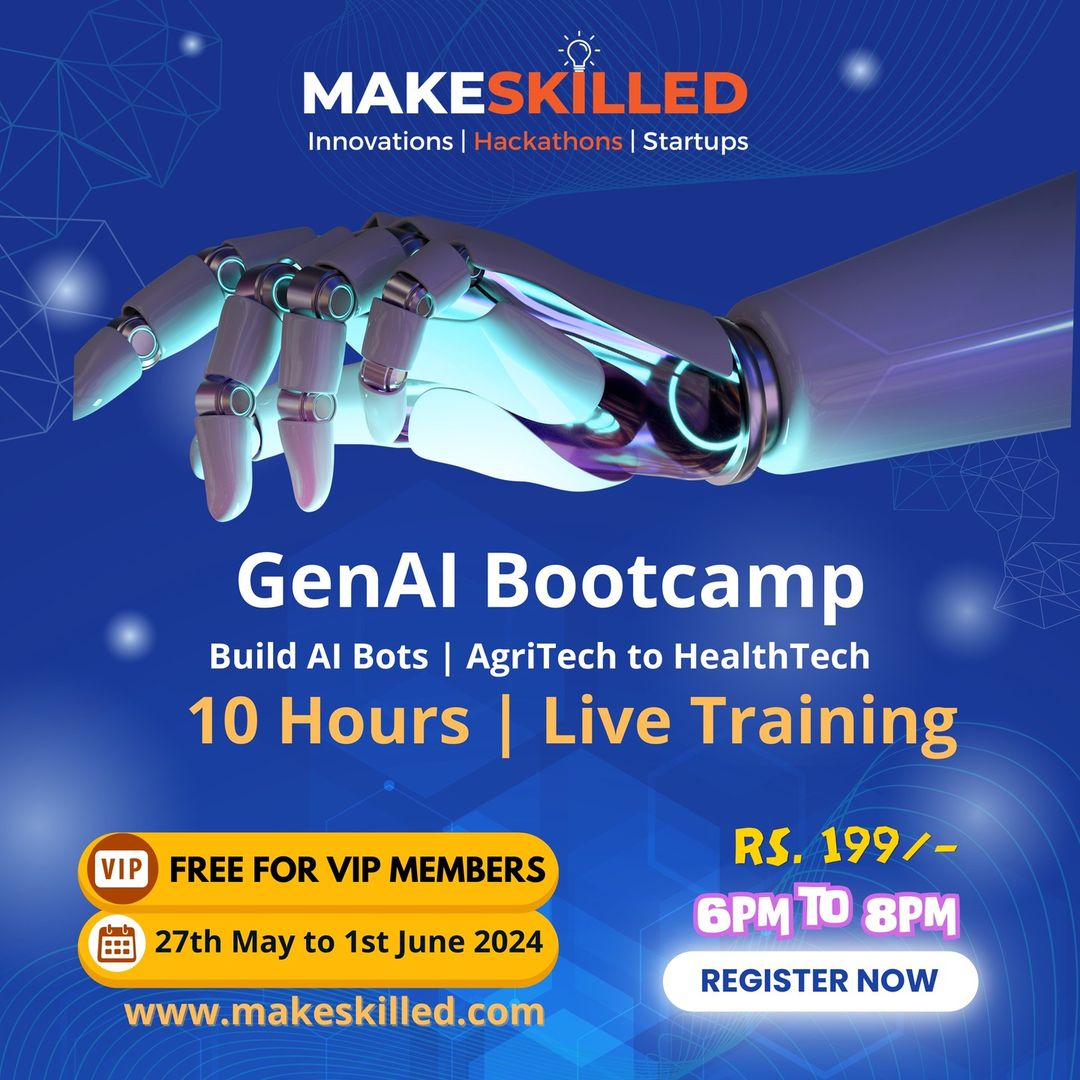 MAKESKILLED
Innovations | Hackathons | Startups
GenAI Bootcamp
Build AI Bots | AgriTech to HealthTech
10 Hours | Live Training
VIP FREE FOR VIP MEMBERS
27th May to 1st June 2024
www.makeskilled.com
RS. 199/-
6PM TO 8PM
REGISTER NOW